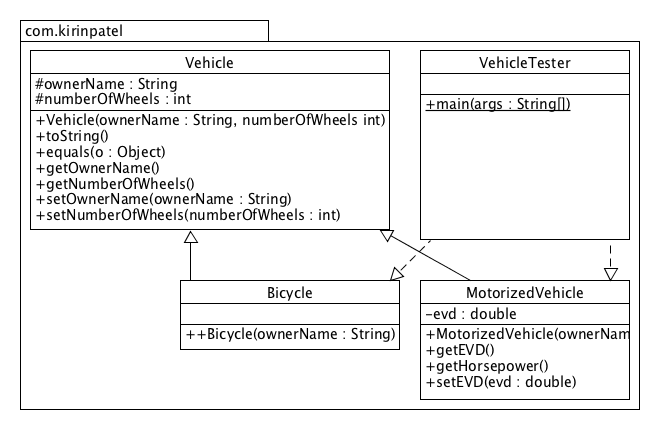 com.kirinpatel
Vehicle
#ownerName : String
#numberOfWheels : int
+Vehicle(ownerName : String, numberOfWheels int)
+toString()
+equals(o : Object)
+getOwnerName()
+getNumberOfWheels()
+setOwnerName(ownerName : String)
+setNumberOfWheels(numberOfWheels : int)
VehicleTester
+main(args : String[])
Bicycle
++Bicycle(ownerName : String)
MotorizedVehicle
-evd : double
+MotorizedVehicle(ownerNam
+getEVD()
+getHorsepower()
+setEVD(evd : double)